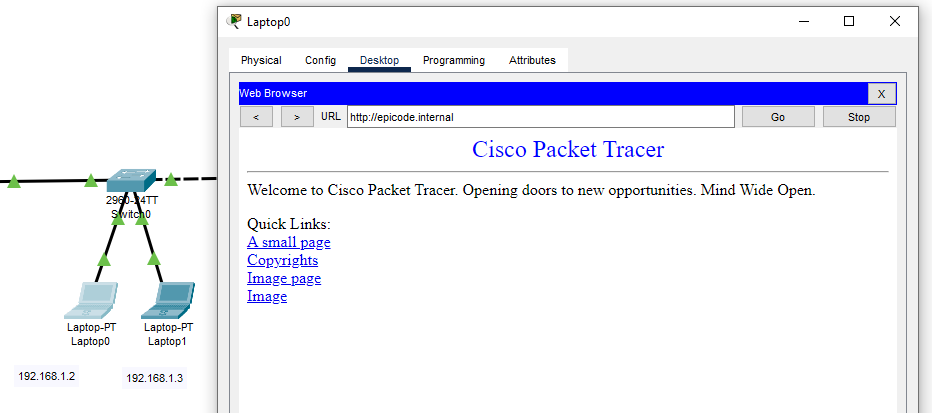 Laptop0
Physical Config Desktop Programming Attributes
Web Browser X
< > URL http://epicode.internal Go Stop
Cisco Packet Tracer
Welcome to Cisco Packet Tracer. Opening doors to new opportunities. Mind Wide Open.
Quick Links:
A small page
Copyrights
Image page
Image
2960-24TT
Switch0
Laptop-PT
Laptop0
Laptop-PT
Laptop1
192.168.1.2
192.168.1.3